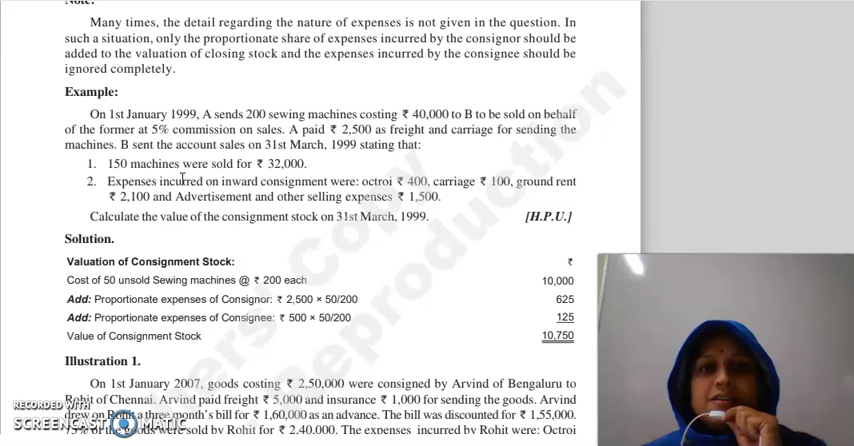 Note:
Many times, the detail regarding the nature of expenses is not given in the question. In
such a situation, only the proportionate share of expenses incurred by the consignor should be
added to the valuation of closing stock and the expenses incurred by the consignee should be
ignored completely.
Example:
On 1st January 1999, A sends 200 sewing machines costing ₹ 40,000 to B to be sold on behalf
of the former at 5% commission on sales. A paid ₹ 2,500 as freight and carriage for sending the
machines. B sent the account sales on 31st March, 1999 stating that:
1. 150 machines were sold for ₹ 32,000.
2. Expenses incurred on inward consignment were: octroi ₹ 400, carriage ₹ 100, ground rent
₹ 2,100 and Advertisement and other selling expenses ₹ 1,500.
Calculate the value of the consignment stock on 31st March, 1999. [H.P.U.]
Solution.
Valuation of Consignment Stock: ₹
Cost of 50 unsold Sewing machines @ ₹ 200 each 10,000
Add: Proportionate expenses of Consignor: ₹ 2,500 × 50/200 625
Add: Proportionate expenses of Consignee: ₹ 500 × 50/200 125
Value of Consignment Stock 10,750
Illustration 1.
On 1st January 2007, goods costing ₹ 2,50,000 were consigned by Arvind of Bengaluru to
Rohit of Chennai. Arvind paid freight ₹ 5,000 and insurance ₹ 1,000 for sending the goods. Arvind
drew on Rohit a three month's bill for ₹ 1,60,000 as an advance. The bill was discounted for ₹ 1,55,000.
75% of the goods were sold by Rohit for ₹ 2,40,000. The expenses incurred by Rohit were: Octroi
Copy
Reproduction
RECORDED WITH
SCREENCAST MATIC